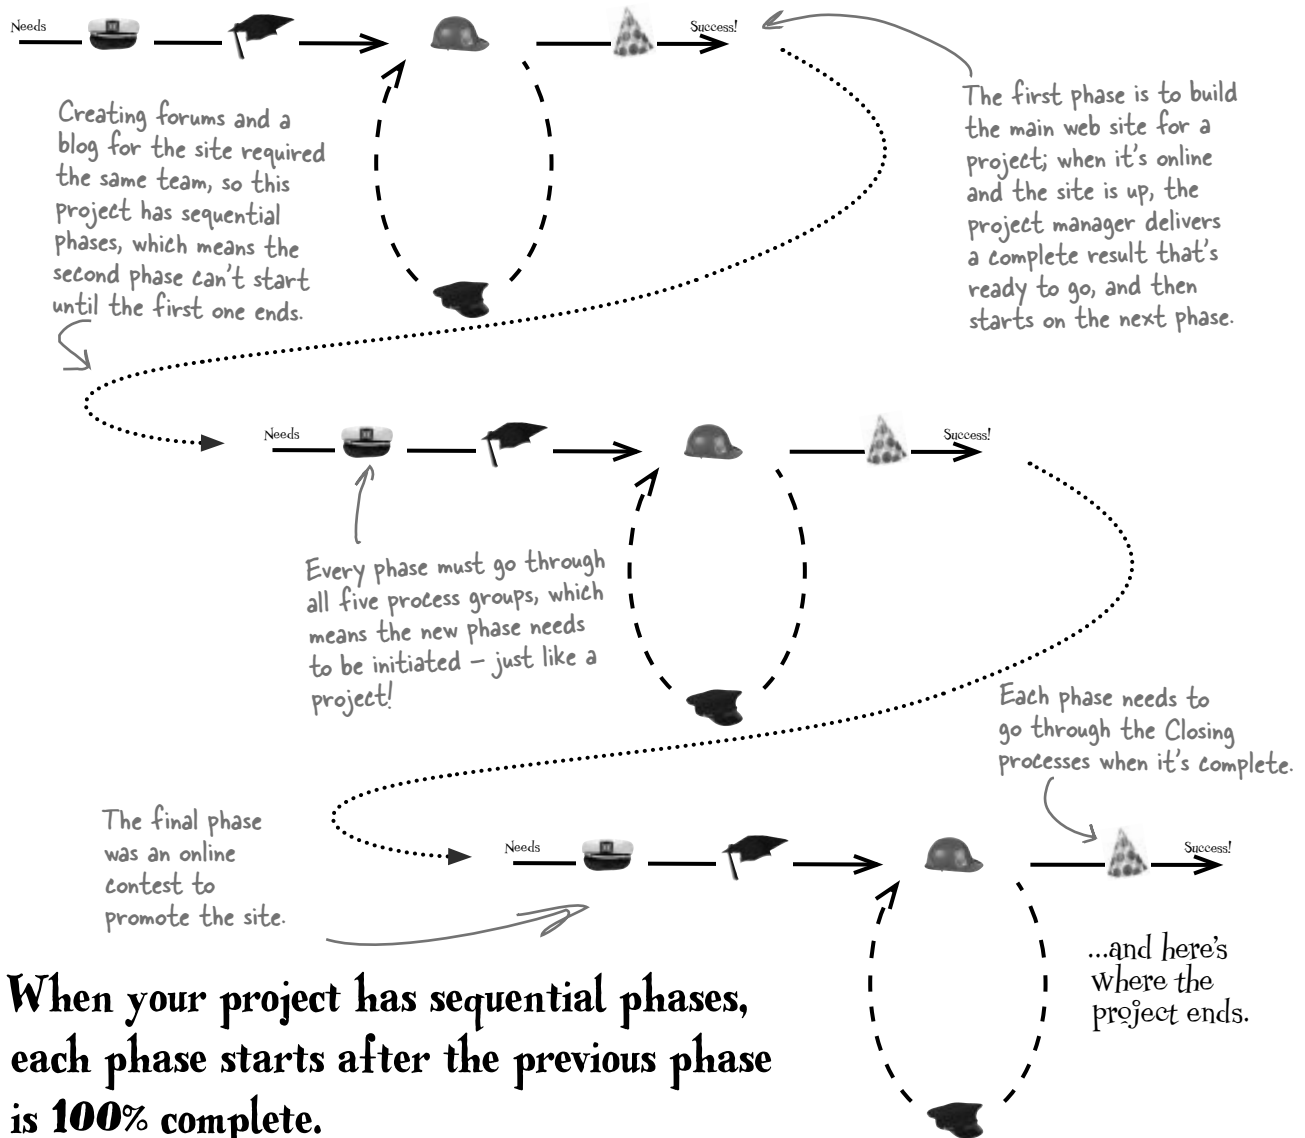 Needs
Success!
The first phase is to build
the main web site for a
project; when it's online
and the site is up, the
project manager delivers
a complete result that's
ready to go, and then
starts on the next phase.
Creating forums and a
blog for the site required
the same team, so this
project has sequential
phases, which means the
second phase can't start
until the first one ends.
Needs
Success!
Every phase must go through
all five process groups, which
means the new phase needs
to be initiated – just like a
project!
Each phase needs to
go through the Closing
processes when it's complete.
The final phase
was an online
contest to
promote the site.
Needs
Success!
...and here's
where the
project ends.
When your project has sequential phases,
each phase starts after the previous phase
is 100% complete.